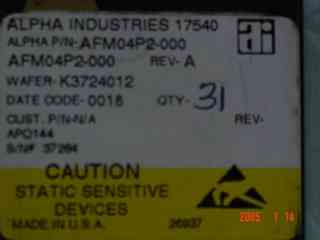 ALPHA INDUSTRIES 17540
ALPHA P/N- AFM04P2-000
AFM04P2-000 REV- A
WAFER- K3724012
DATE CODE- 0018 QTY- 31
CUST. P/N-N/A REV-
APQ144
S/N# 37264
CAUTION
STATIC SENSITIVE
DEVICES
MADE IN U.S.A. 26937
2005 1 14